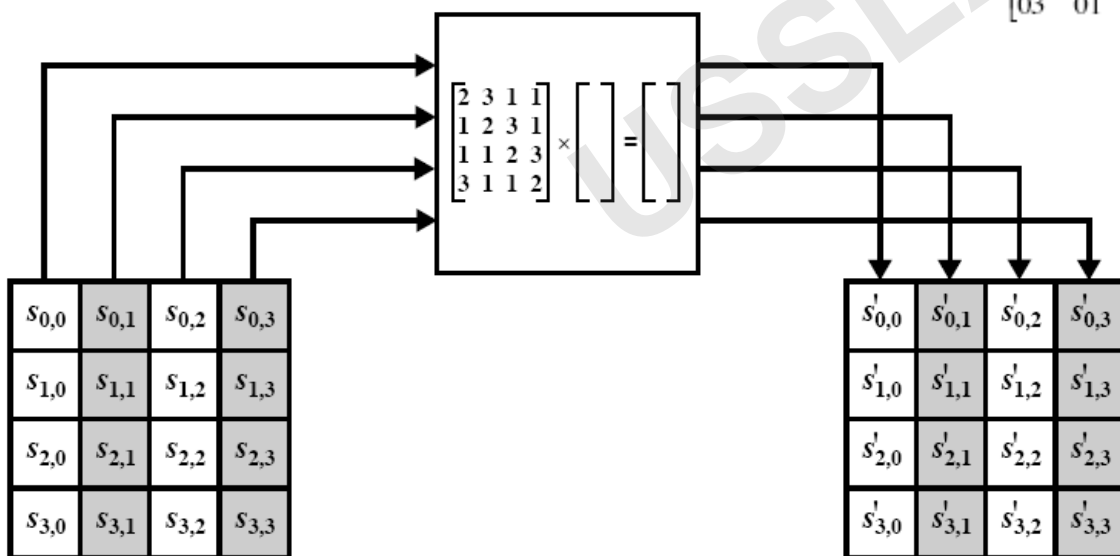 [03 01
2 3 1 1
1 2 3 1
1 1 2 3
3 1 1 2
× =
s0,0 s0,1 s0,2 s0,3
s1,0 s1,1 s1,2 s1,3
s2,0 s2,1 s2,2 s2,3
s3,0 s3,1 s3,2 s3,3
s'0,0 s'0,1 s'0,2 s'0,3
s'1,0 s'1,1 s'1,2 s'1,3
s'2,0 s'2,1 s'2,2 s'2,3
s'3,0 s'3,1 s'3,2 s'3,3